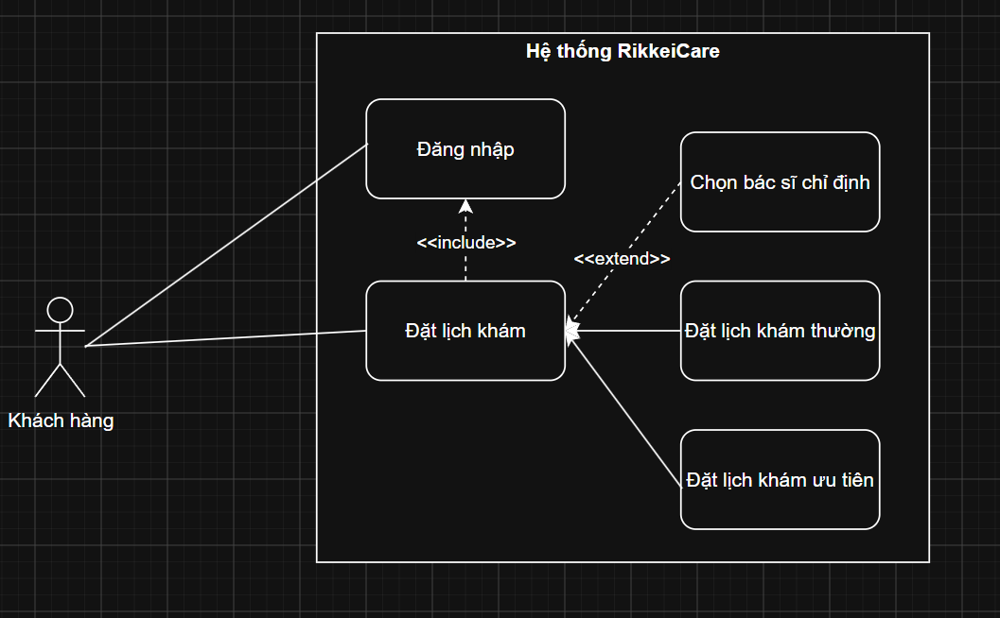 Hệ thống RikkeiCare
Đăng nhập
Chọn bác sĩ chỉ định
<<include>>
<<extend>>
Đặt lịch khám
Đặt lịch khám thường
Khách hàng
Đặt lịch khám ưu tiên